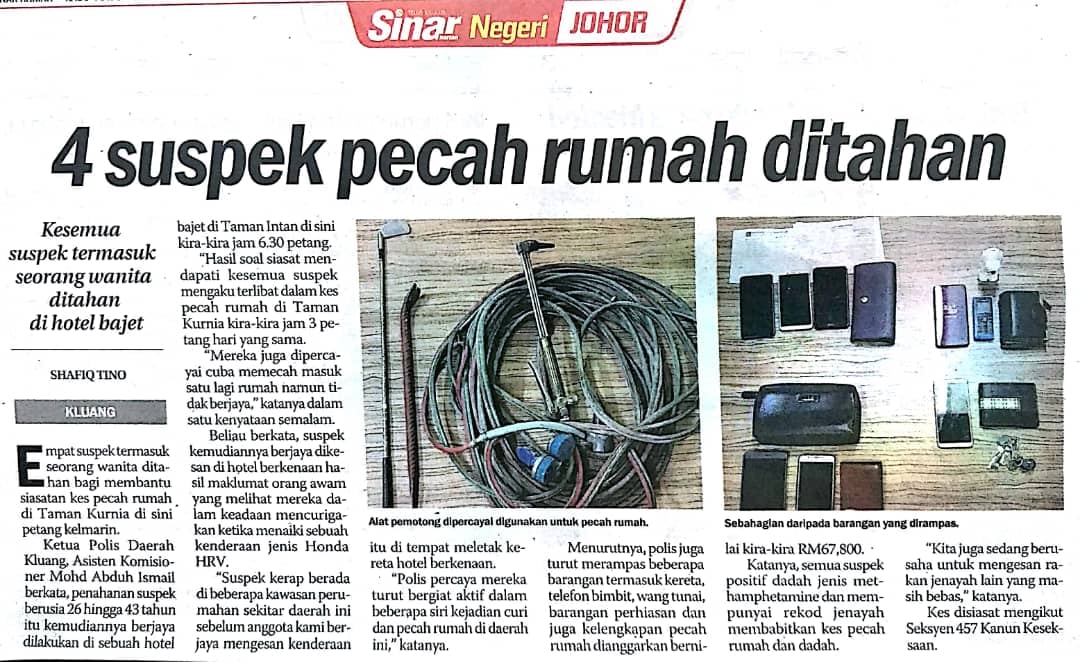 Sinar Negeri JOHOR
4 suspek pecah rumah ditahan
Kesemua
suspek termasuk
seorang wanita
ditahan
di hotel bajet
SHAFIQ TINO
KLUANG
Empat suspek termasuk
seorang wanita dita-
han bagi membantu
siasatan kes pecah rumah
di Taman Kurnia di sini
petang kelmarin.
Ketua Polis Daerah
Kluang, Asisten Komisio-
ner Mohd Abduh Ismail
berkata, penahanan suspek
berusia 26 hingga 43 tahun
itu kemudiannya berjaya
dilakukan di sebuah hotel
bajet di Taman Intan di sini
kira-kira jam 6.30 petang.
"Hasil soal siasat men-
dapati kesemua suspek
mengaku terlibat dalam kes
pecah rumah di Taman
Kurnia kira-kira jam 3 pe-
tang hari yang sama.
"Mereka juga diperca-
yai cuba memecah masuk
satu lagi rumah namun ti-
dak berjaya," katanya dalam
satu kenyataan semalam.
Beliau berkata, suspek
kemudiannya berjaya dike-
san di hotel berkenaan ha-
sil maklumat orang awam
yang melihat mereka da-
lam keadaan mencuriga-
kan ketika menaiki sebuah
kenderaan jenis Honda
HRV.
"Suspek kerap berada
di beberapa kawasan peru-
mahan sekitar daerah ini
sebelum anggota kami ber-
jaya mengesan kenderaan
Alat pemotong dipercayai digunakan untuk pecah rumah.
itu di tempat meletak ke-
reta hotel berkenaan.
"Polis percaya mereka
turut bergiat aktif dalam
beberapa siri kejadian curi
dan pecah rumah di daerah
ini," katanya.
Menurutnya, polis juga
turut merampas beberapa
barangan termasuk kereta,
telefon bimbit, wang tunai,
barangan perhiasan dan
juga kelengkapan pecah
rumah dianggarkan berni-
Sebahagian daripada barangan yang dirampas.
lai kira-kira RM67,800.
Katanya, semua suspek
positif dadah jenis met-
hamphetamine dan mem-
punyai rekod jenayah
membabitkan kes pecah
rumah dan dadah.
"Kita juga sedang beru-
saha untuk mengesan ra-
kan jenayah lain yang ma-
sih bebas," katanya.
Kes disiasat mengikut
Seksyen 457 Kanun Kesek-
saan.